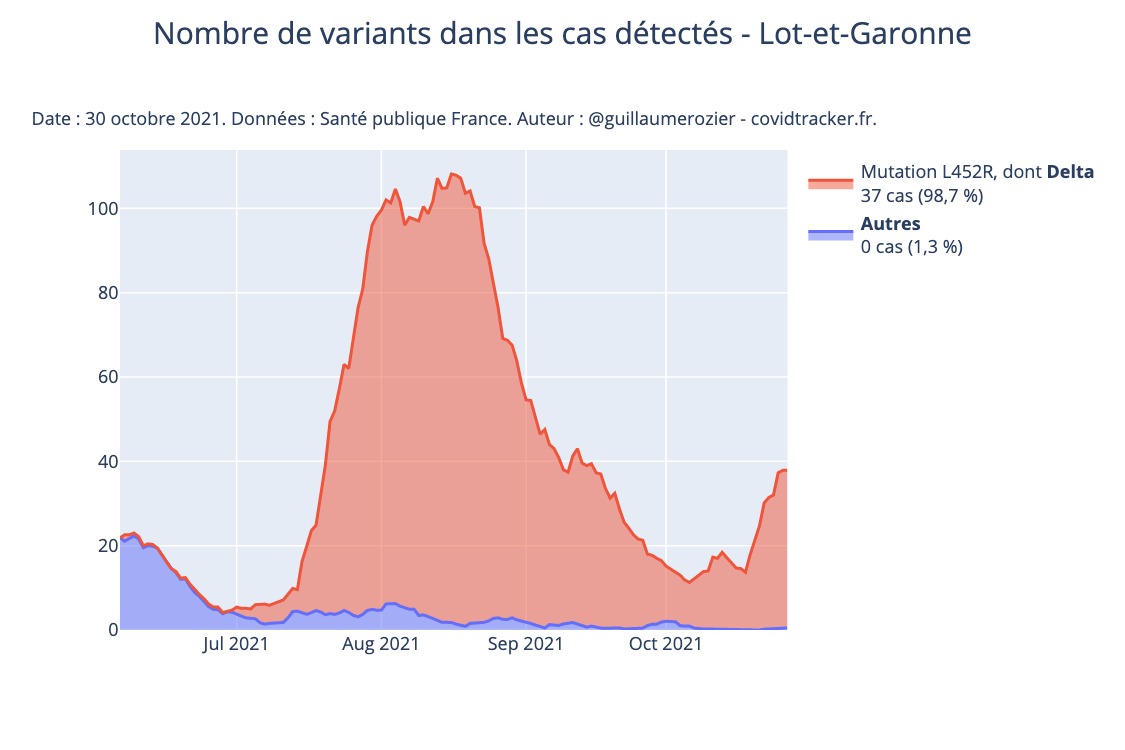 Nombre de variants dans les cas détectés - Lot-et-Garonne
Date : 30 octobre 2021. Données : Santé publique France. Auteur : @guillaumerozier - covidtracker.fr.
Mutation L452R, dont Delta
37 cas (98,7 %)
Autres
0 cas (1,3 %)
100
80
60
40
20
0
Jul 2021 Aug 2021 Sep 2021 Oct 2021